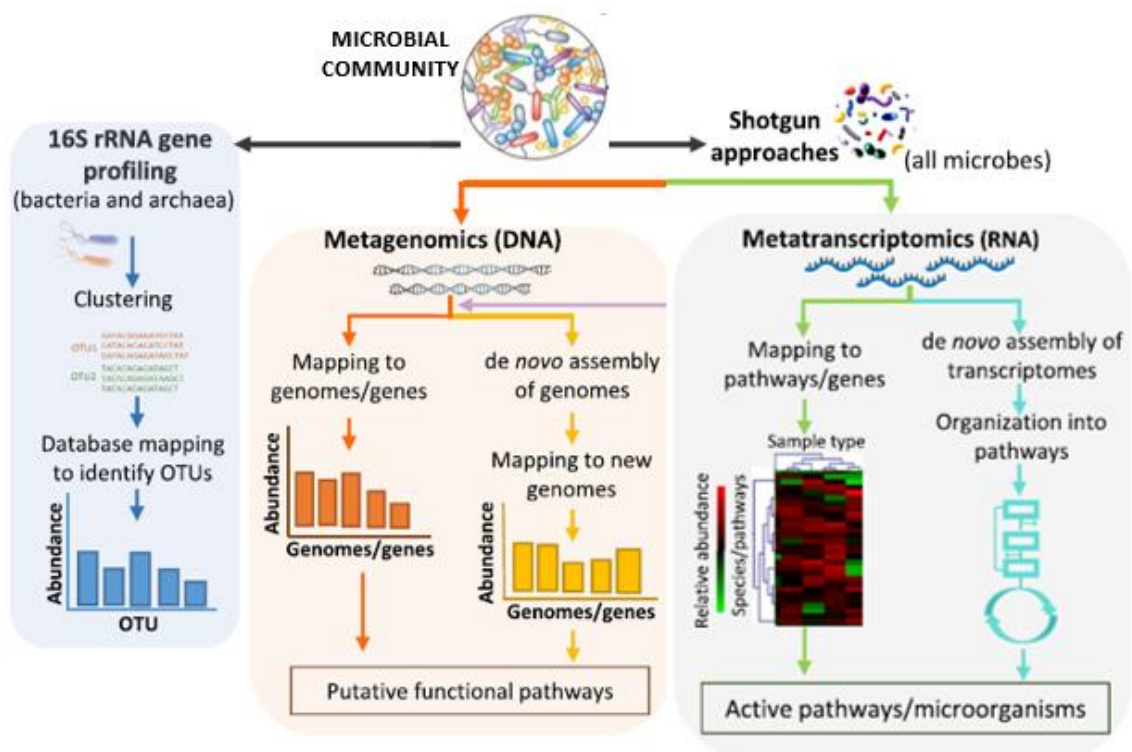 MICROBIAL
COMMUNITY
16S rRNA gene
profiling
(bacteria and archaea)
Clustering
OTU1
OTU2
TACACAGATAGCT
Database mapping
to identify OTUs
Abundance
OTU
Shotgun
approaches
(all microbes)
Metagenomics (DNA)
Mapping to
genomes/genes
Abundance
Genomes/genes
de novo assembly
of genomes
Mapping to new
genomes
Abundance
Genomes/genes
Putative functional pathways
Metatranscriptomics (RNA)
Mapping to
pathways/genes
Sample type
Relative abundance
Species/pathways
de novo assembly of
transcriptomes
Organization into
pathways
Active pathways/microorganisms